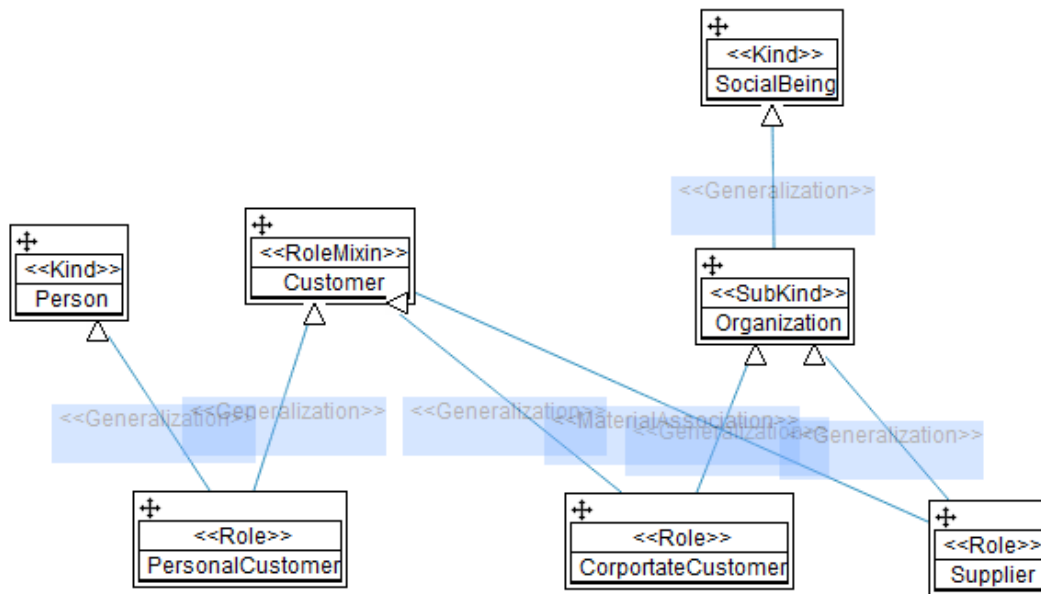 <<Kind>>
SocialBeing
<<Generalization>>
<<Kind>>
Person
<<RoleMixin>>
Customer
<<SubKind>>
Organization
<<Generalization>>
<<Generalization>>
<<Generalization>>
<<MaterialAssociation>>
<<Generalization>>
<<Generalization>>
<<Role>>
PersonalCustomer
<<Role>>
CorportateCustomer
<<Role>>
Supplier